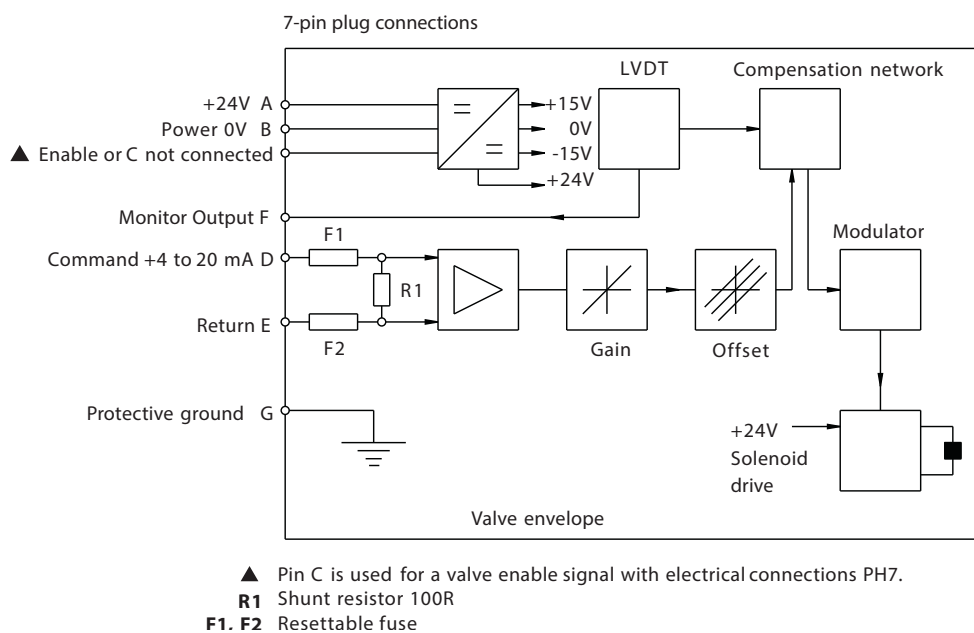 7-pin plug connections
LVDT
Compensation network
+24V A
+15V
Power 0V B
0V
▲ Enable or C not connected
-15V
+24V
Monitor Output F
F1
Modulator
Command +4 to 20 mA D
R1
Return E
F2
Gain
Offset
Protective ground G
+24V
Solenoid
drive
Valve envelope
▲ Pin C is used for a valve enable signal with electrical connections PH7.
R1 Shunt resistor 100R
F1, F2 Resettable fuse